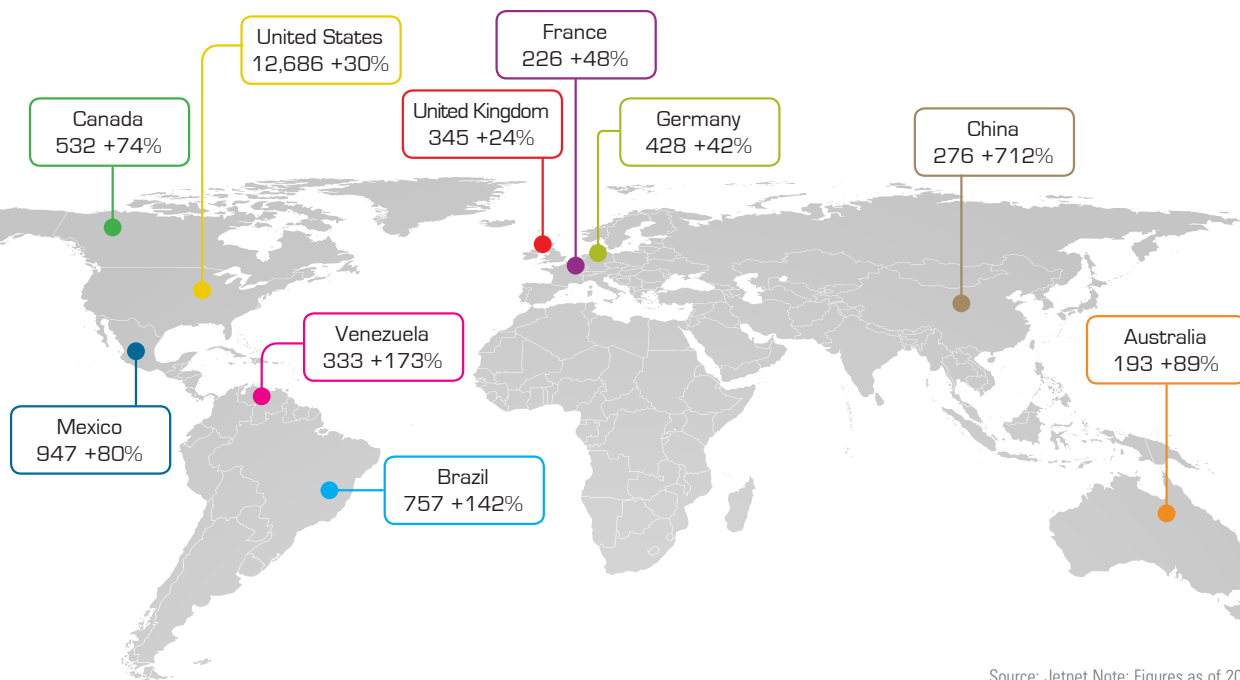 United States
12,686 +30%
France
226 +48%
Canada
532 +74%
United Kingdom
345 +24%
Germany
428 +42%
China
276 +712%
Venezuela
333 +173%
Australia
193 +89%
Mexico
947 +80%
Brazil
757 +142%
Source: Jetnet Note: Figures as of 20